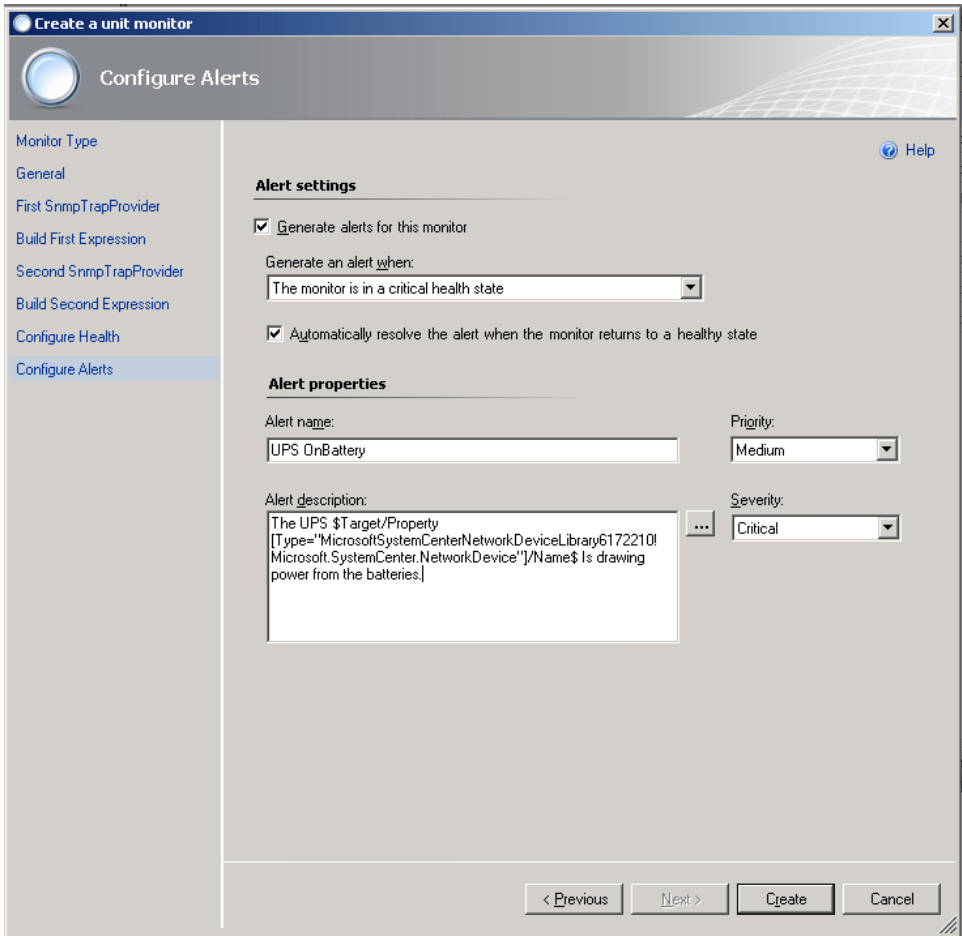 Create a unit monitor
Configure Alerts
Monitor Type
General
First SnmpTrapProvider
Build First Expression
Second SnmpTrapProvider
Build Second Expression
Configure Health
Configure Alerts
Help
Alert settings
Generate alerts for this monitor
Generate an alert when:
The monitor is in a critical health state
Automatically resolve the alert when the monitor returns to a healthy state
Alert properties
Alert name:
UPS OnBattery
Priority:
Medium
Alert description:
The UPS $Target/Property
[Type="MicrosoftSystemCenterNetworkDeviceLibrary6172210!
Microsoft.SystemCenter.NetworkDevice"]/Name$ Is drawing
power from the batteries.
...
Severity:
Critical
< Previous
Next >
Create
Cancel